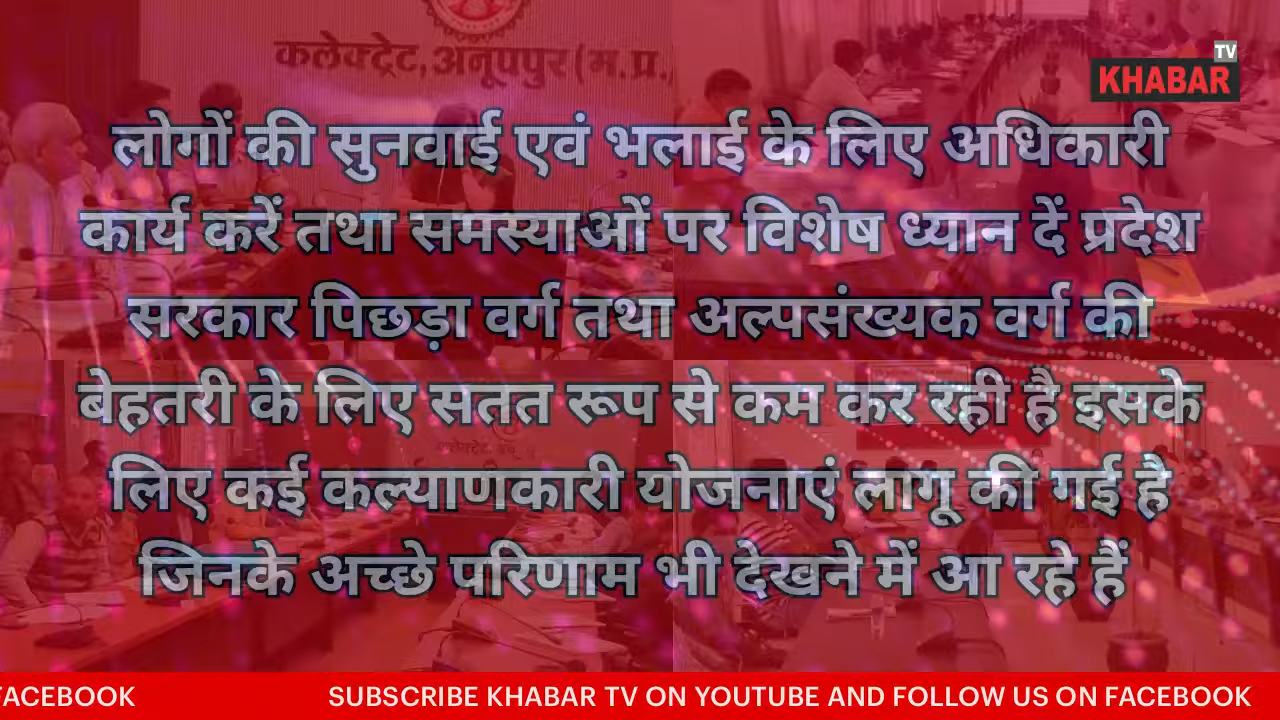 कलेक्ट्रेट, अनूपपुर (म.प्र.
TV
KHABAR
लोगों की सुनवाई एवं भलाई के लिए अधिकारी
कार्य करें तथा समस्याओं पर विशेष ध्यान दें प्रदेश
सरकार पिछड़ा वर्ग तथा अल्पसंख्यक वर्ग की
बेहतरी के लिए सतत रूप से कम कर रही है इसके
लिए कई कल्याणकारी योजनाएं लागू की गई है
जिनके अच्छे परिणाम भी देखने में आ रहे हैं
FACEBOOK SUBSCRIBE KHABAR TV ON YOUTUBE AND FOLLOW US ON FACEBOOK